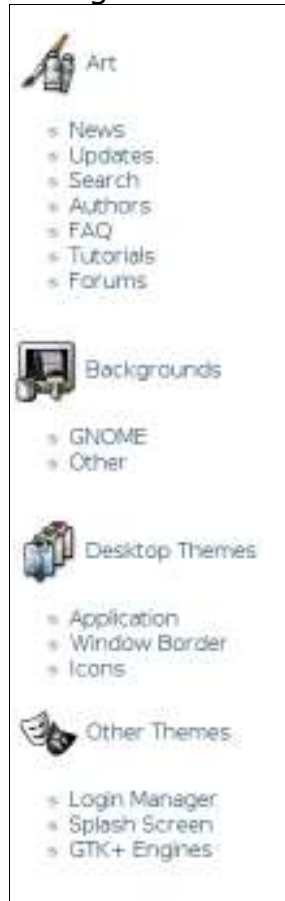 Art
News
Updates
Search
Authors
FAQ
Tutorials
Forums
Backgrounds
GNOME
Other
Desktop Themes
Application
Window Border
Icons
Other Themes
Login Manager
Splash Screen
GTK+ Engines